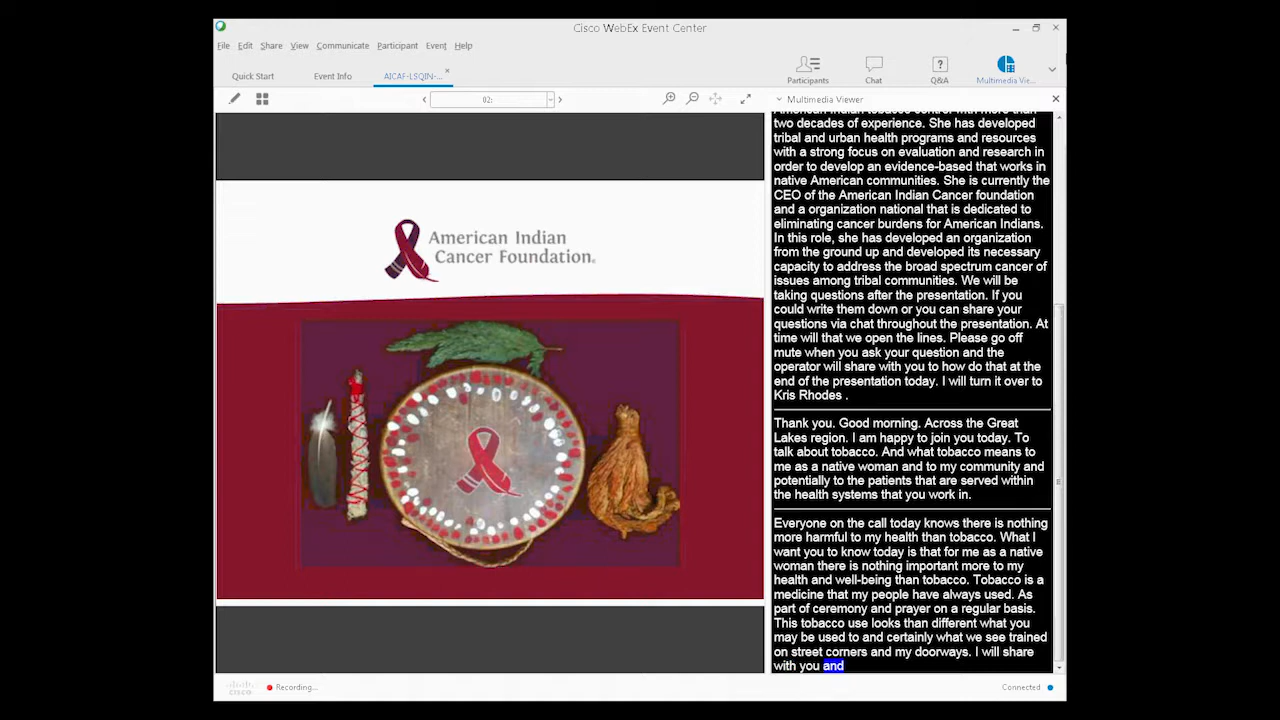 Cisco WebEx Event Center
File Edit Share View Communicate Participant Event Help
Quick Start Event Info AICAF-LSQIN-... Participants Chat Q&A Multimedia Vie...
02:
Multimedia Viewer
American Indian tobacco control with more than
two decades of experience. She has developed
tribal and urban health programs and resources
with a strong focus on evaluation and research in
order to develop an evidence-based that works in
native American communities. She is currently the
CEO of the American Indian Cancer foundation
and a organization national that is dedicated to
eliminating cancer burdens for American Indians.
In this role, she has developed an organization
from the ground up and developed its necessary
capacity to address the broad spectrum cancer of
issues among tribal communities. We will be
taking questions after the presentation. If you
could write them down or you can share your
questions via chat throughout the presentation. At
time will that we open the lines. Please go off
mute when you ask your question and the
operator will share with you to how do that at the
end of the presentation today. I will turn it over to
Kris Rhodes .
Thank you. Good morning. Across the Great
Lakes region. I am happy to join you today. To
talk about tobacco. And what tobacco means to
me as a native woman and to my community and
potentially to the patients that are served within
the health systems that you work in.
Everyone on the call today knows there is nothing
more harmful to my health than tobacco. What I
want you to know today is that for me as a native
woman there is nothing important more to my
health and well-being than tobacco. Tobacco is a
medicine that my people have always used. As
part of ceremony and prayer on a regular basis.
This tobacco use looks than different what you
may be used to and certainly what we see trained
on street corners and my doorways. I will share
with you and
American Indian
Cancer Foundation.
cisco
Recording...
Connected